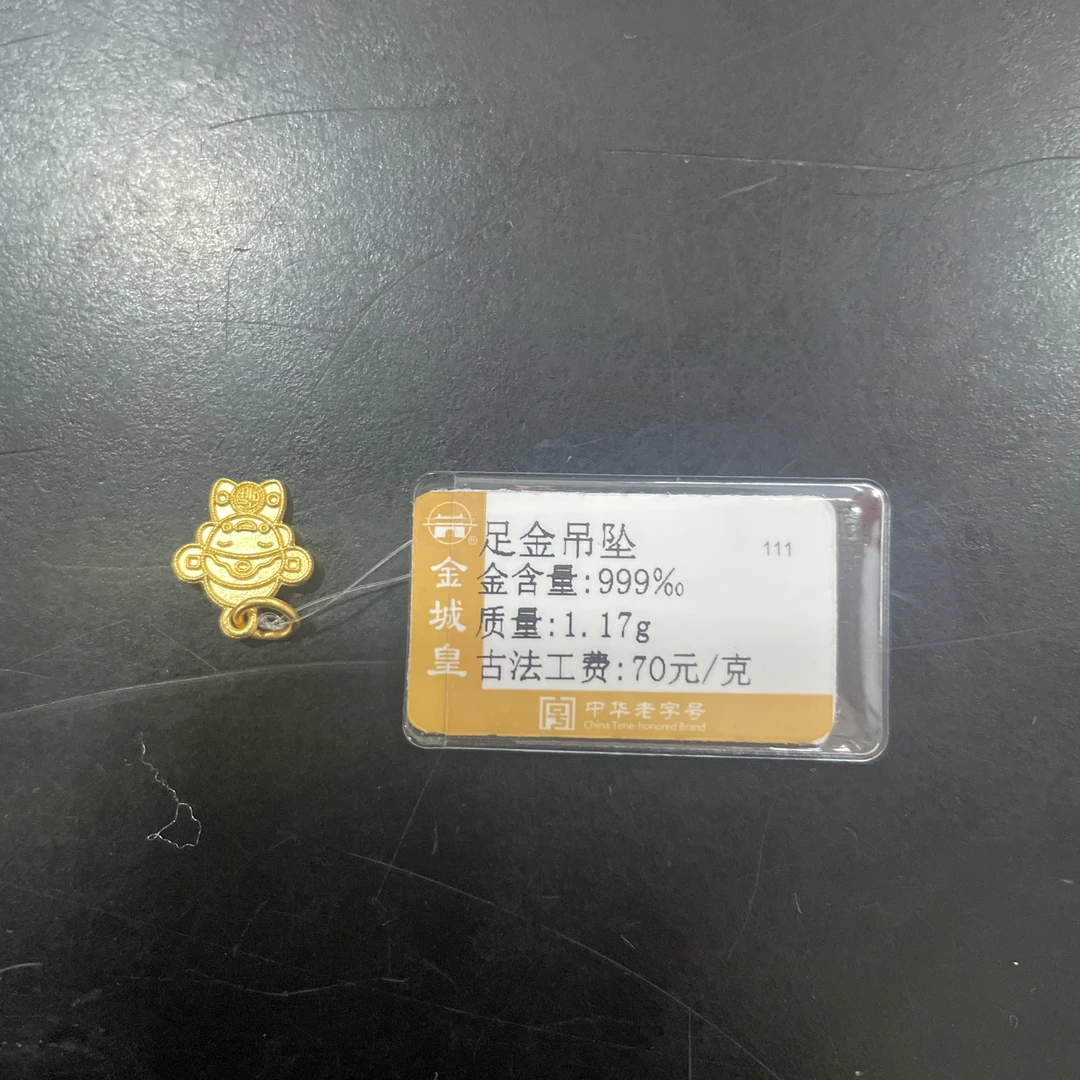 足金吊坠
111
金含量:999‰
质量:1.17g
古法工费:70元/克
金城皇
®
中华老字号
China Time-honored Brand